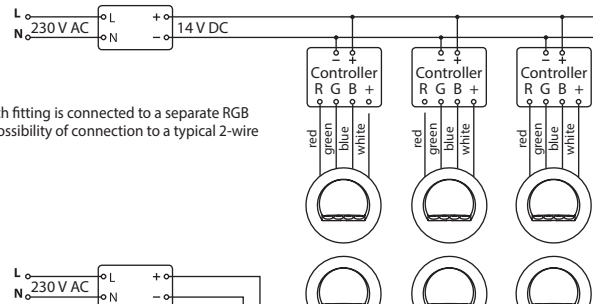 L L +
230 V AC 14 V DC
N N −
− + − + − +
Controller Controller Controller
R G B + R G B + R G B +
red green blue white red green blue white red green blue white
fitting is connected to a separate RGB
of connection to a typical 2-wire
L L +
230 V AC
N N −